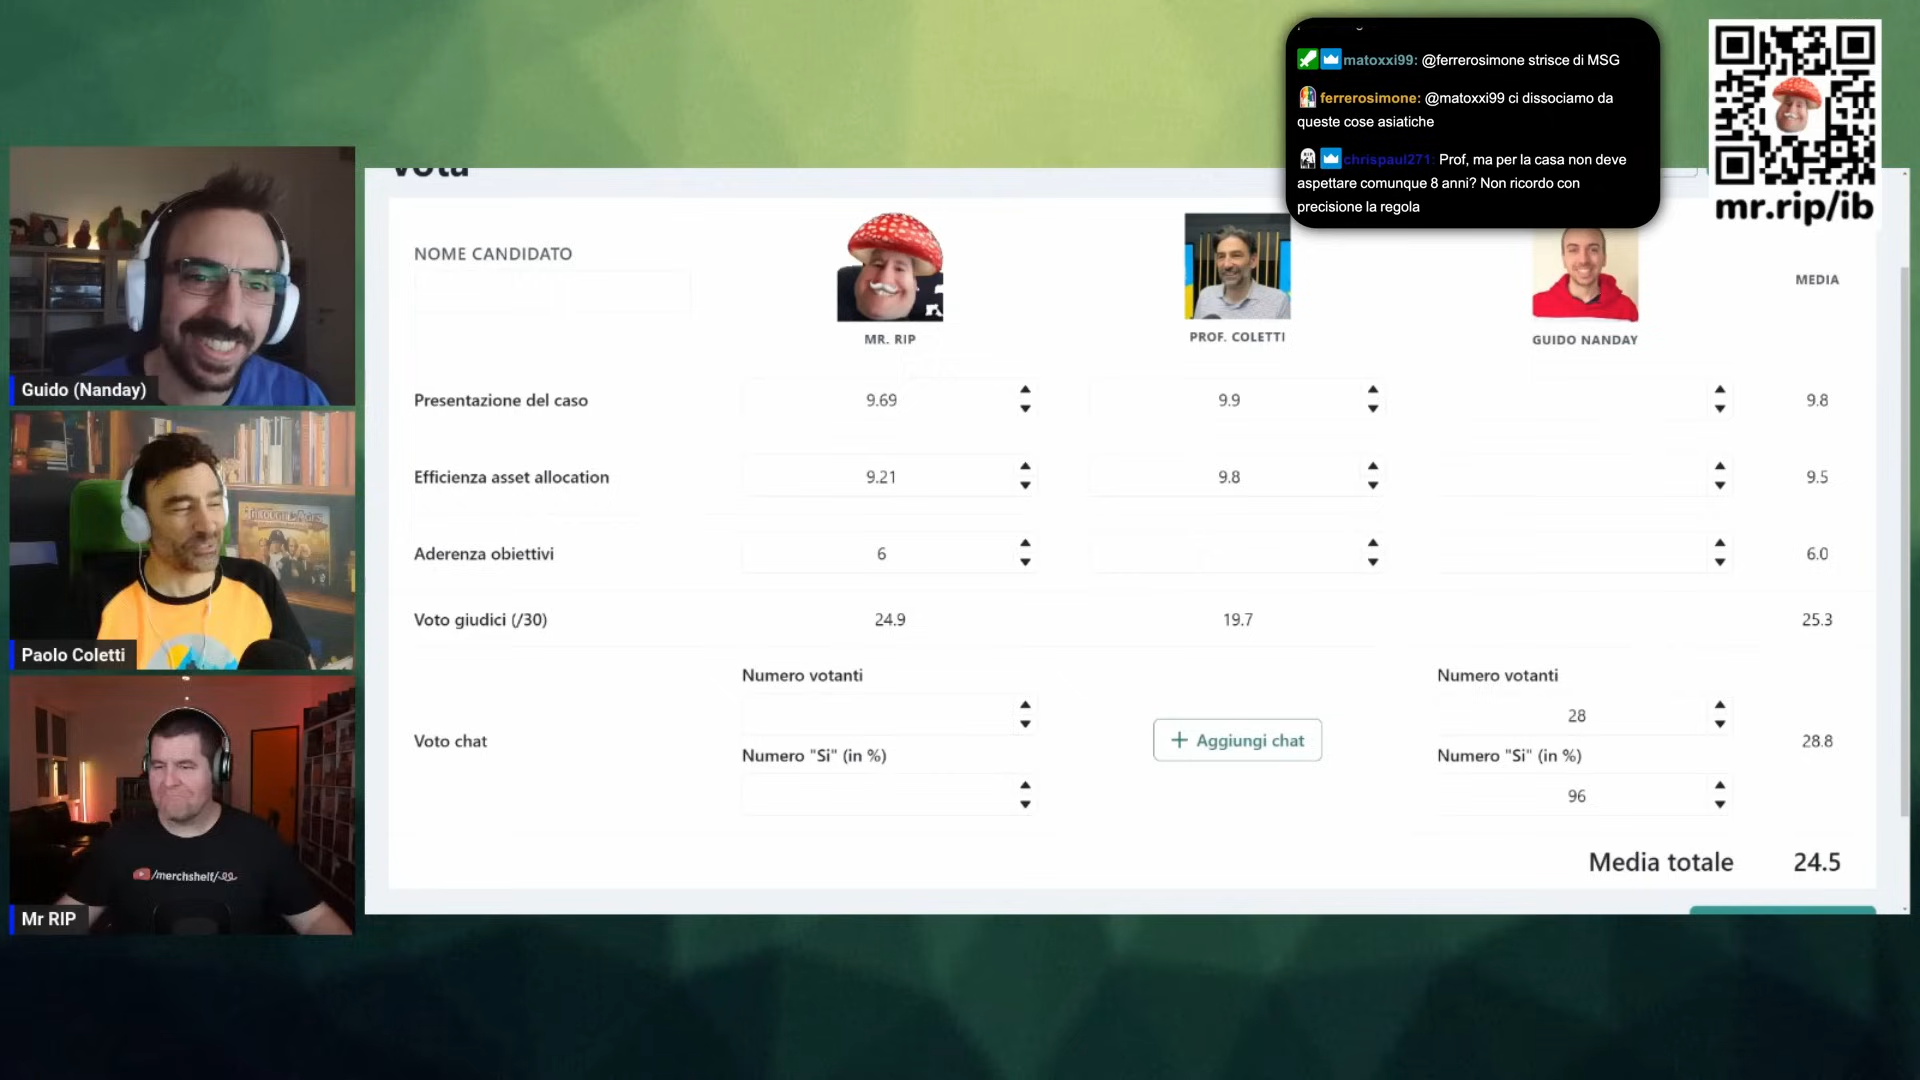 matoxxi99: @ferrerosimone strisce di MSG
ferrerosimone: @matoxxi99 ci dissociamo da
queste cose asiatiche
chrispaul271: Prof, ma per la casa non deve
aspettare comunque 8 anni? Non ricordo con
precisione la regola
mr.rip/ib
Vota
NOME CANDIDATO
MR. RIP
PROF. COLETTI
GUIDO NANDAY
MEDIA
Presentazione del caso 9.69 9.9 9.8
Efficienza asset allocation 9.21 9.8 9.5
Aderenza obiettivi 6 6.0
Voto giudici (/30) 24.9 19.7 25.3
Numero votanti
Numero votanti
28
Voto chat
+ Aggiungi chat
28.8
Numero "Si" (in %)
Numero "Si" (in %)
96
Media totale 24.5
Guido (Nanday)
THROUGH THE AGES
Paolo Coletti
/merchshelf/
Mr RIP